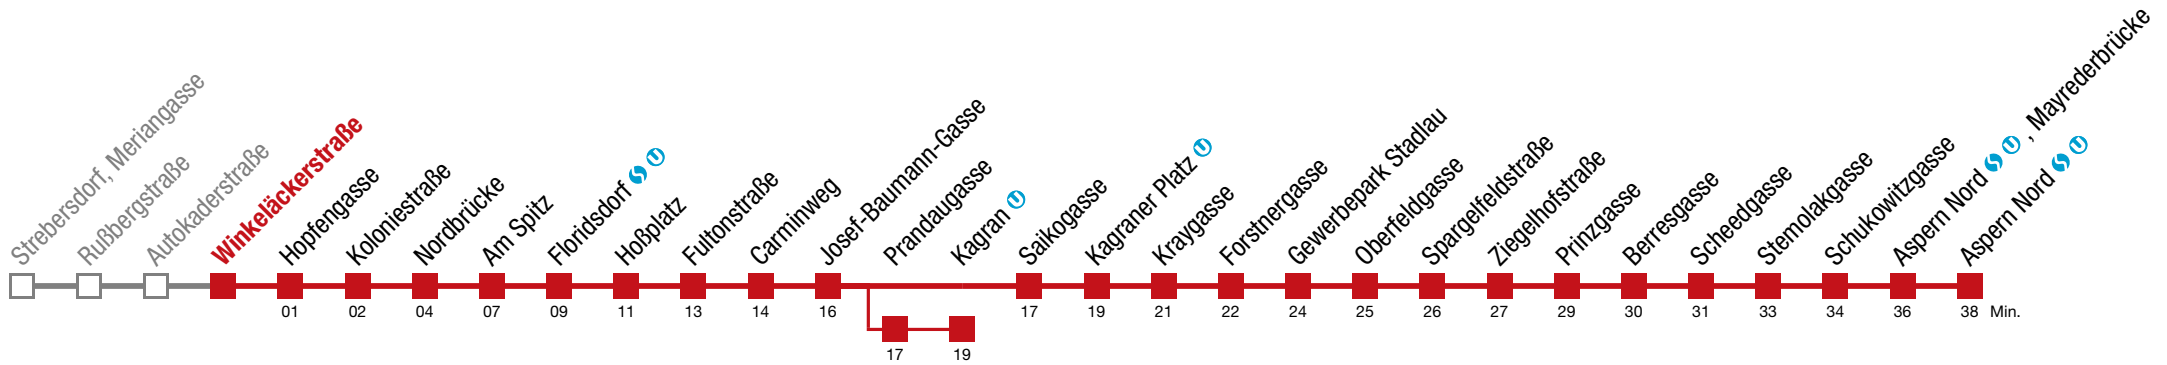 Strebersdorf, Meriangasse
Rußbergstraße
Autokaderstraße
Winkeläckerstraße
Hopfengasse
Koloniestraße
Nordbrücke
Am Spitz
Floridsdorf S U
Hoßplatz
Fultonstraße
Carminweg
Josef-Baumann-Gasse
Prandaugasse
Kagran U
Saikogasse
Kagraner Platz U
Kraygasse
Forstnergasse
Gewerbepark Stadlau
Oberfeldgasse
Spargelfeldstraße
Ziegelhofstraße
Prinzgasse
Berresgasse
Scheedgasse
Stemolakgasse
Schukowitzgasse
Aspern Nord S U , Mayrederbrücke
Aspern Nord S U
01 02 04 07 09 11 13 14 16 17 19 21 22 24 25 26 27 29 30 31 33 34 36 38 Min.
17 19